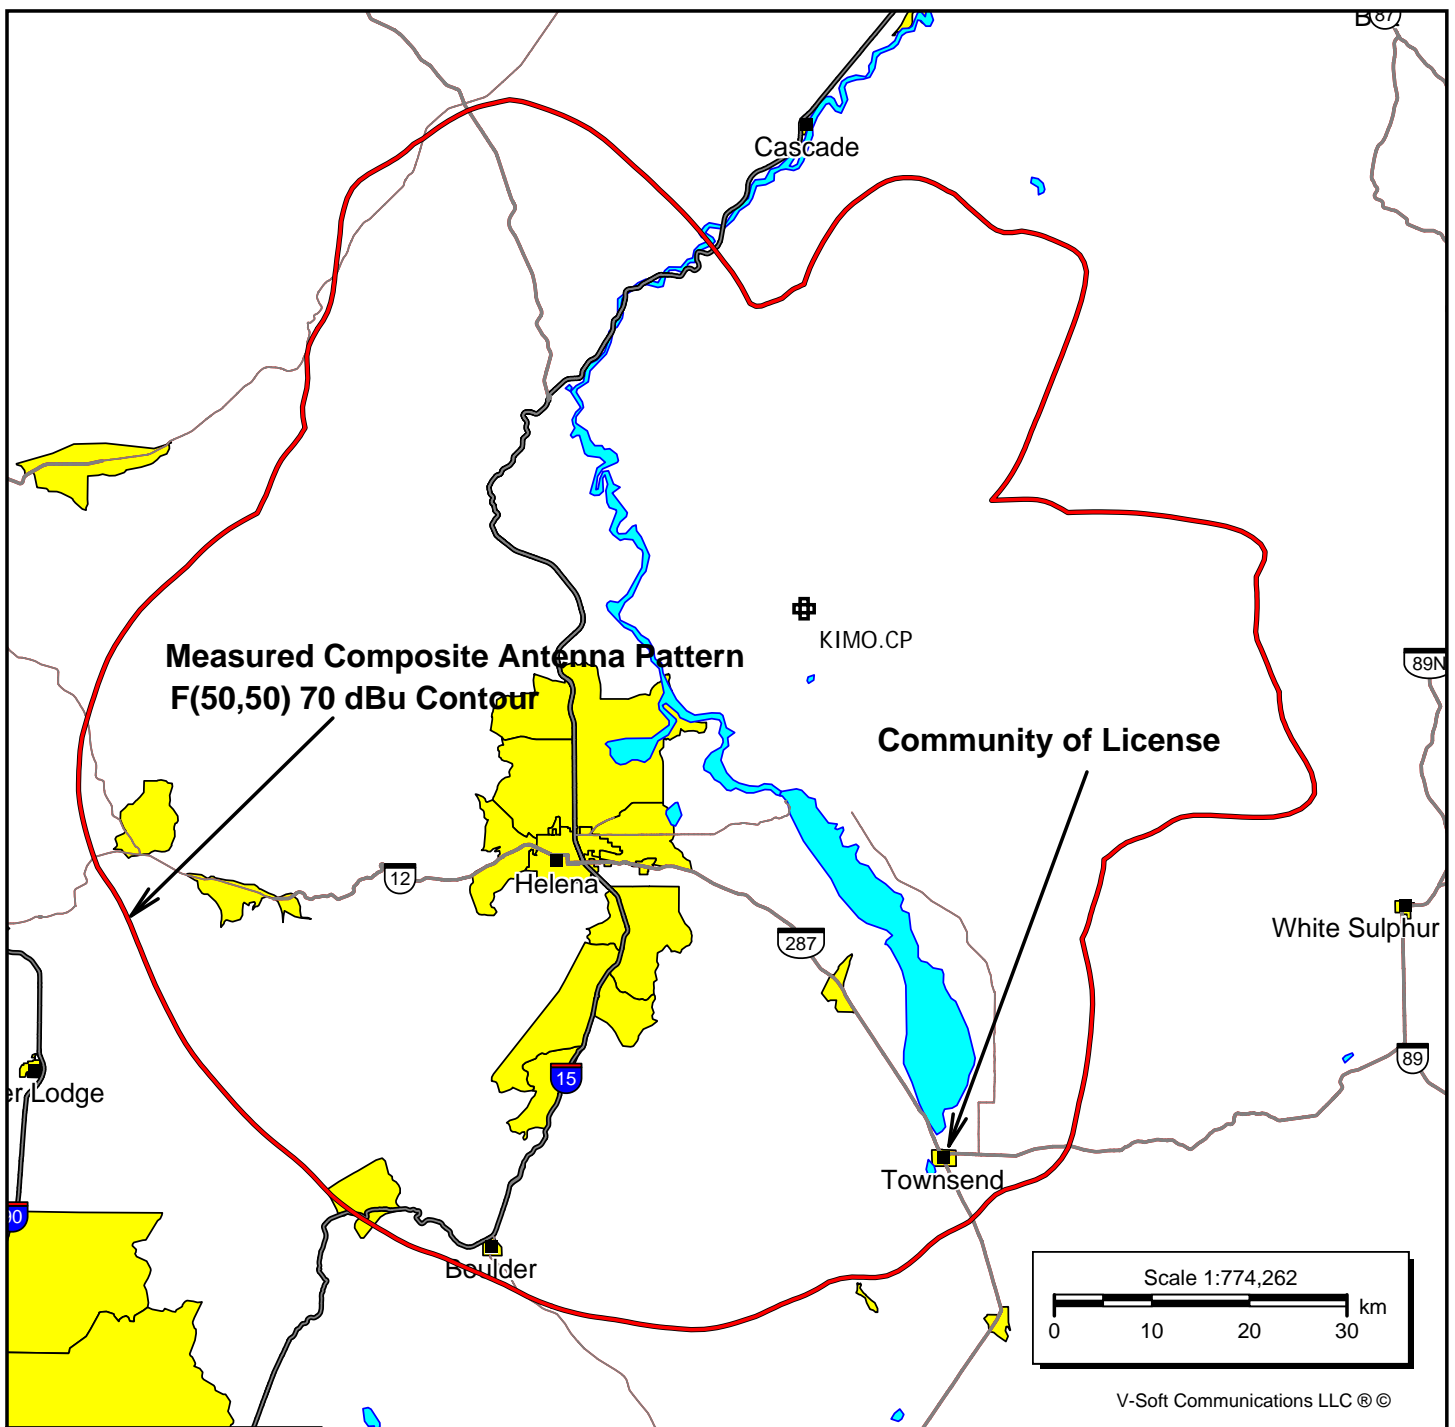 87
Cascade
KIMO.CP
Measured Composite Antenna Pattern
F(50,50) 70 dBu Contour
89N
Community of License
12
Helena
287
White Sulphur
15
89
er Lodge
Townsend
90
Boulder
Scale 1:774,262
km
0 10 20 30
V-Soft Communications LLC ® ©